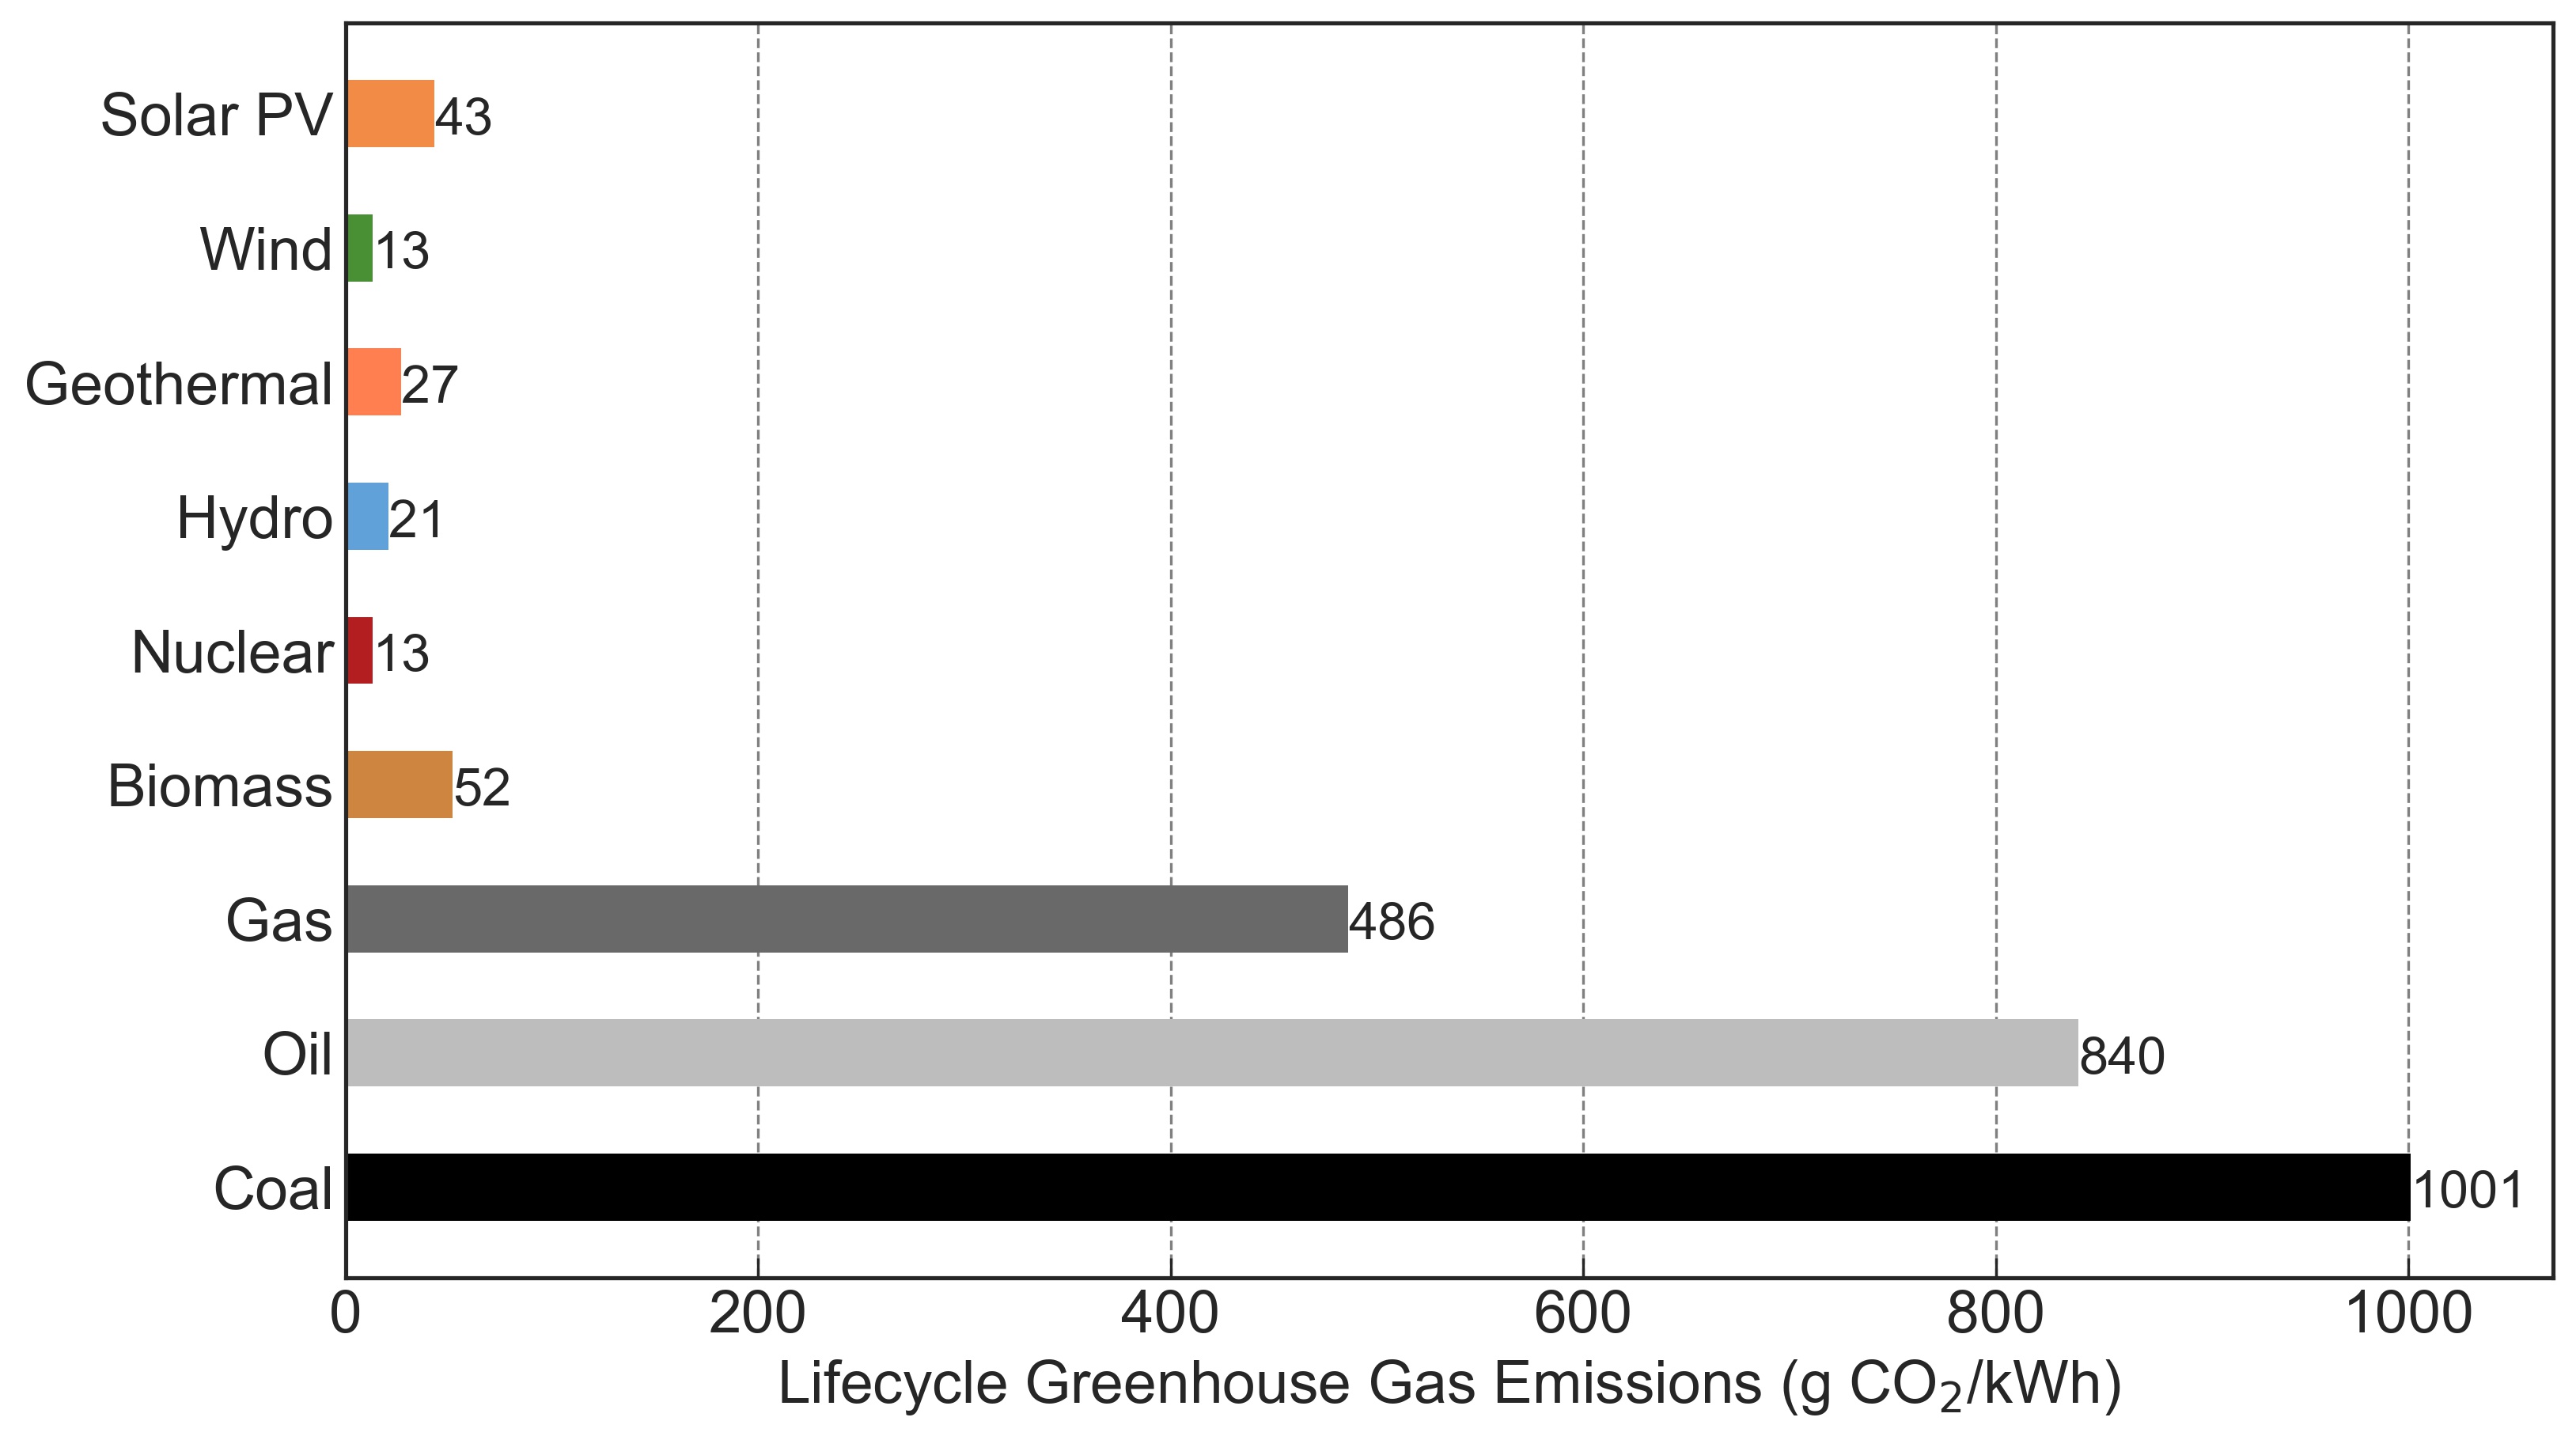 Solar PV 43
Wind 13
Geothermal 27
Hydro 21
Nuclear 13
Biomass 52
Gas 486
Oil 840
Coal 1001
0 200 400 600 800 1000
Lifecycle Greenhouse Gas Emissions (g CO₂/kWh)